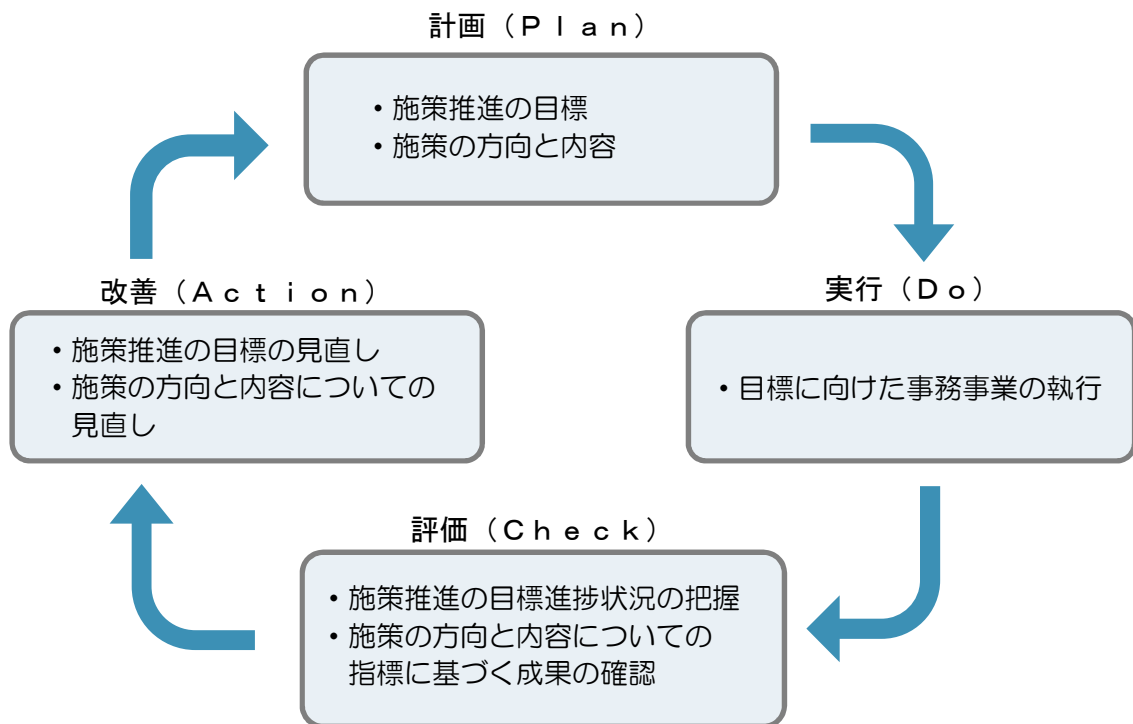 計画（Ｐｌａｎ）
・施策推進の目標
・施策の方向と内容
実行（Ｄｏ）
・目標に向けた事務事業の執行
評価（Ｃｈｅｃｋ）
・施策推進の目標進捗状況の把握
・施策の方向と内容についての
指標に基づく成果の確認
改善（Ａｃｔｉｏｎ）
・施策推進の目標の見直し
・施策の方向と内容についての
見直し